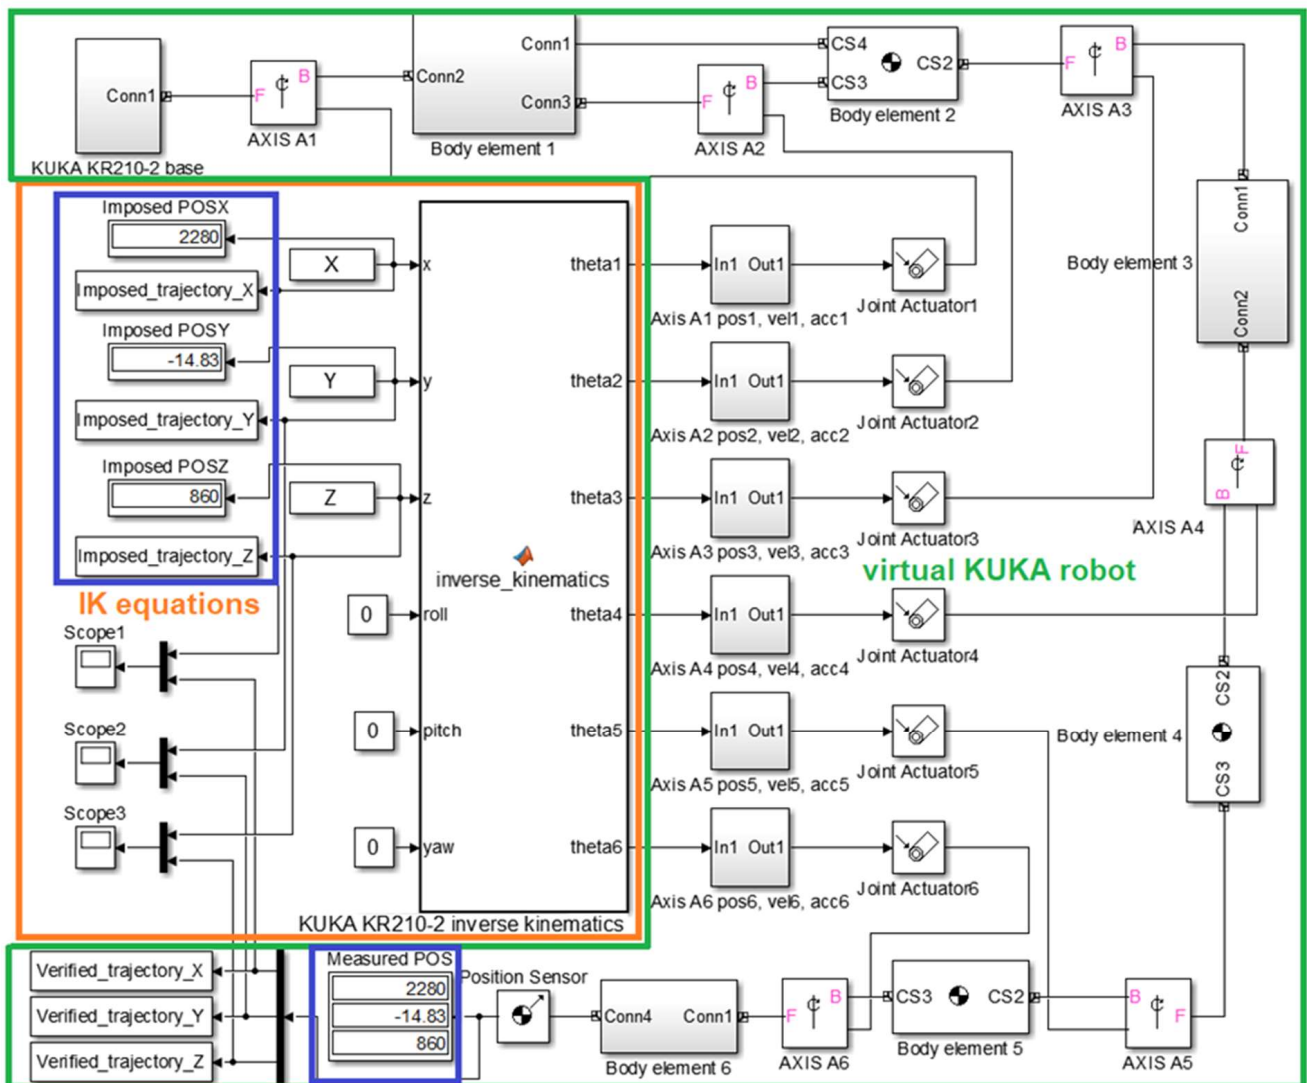 Conn1
KUKA KR210-2 base
F B
AXIS A1
Conn2
Conn1
Conn3
Body element 1
F B
AXIS A2
CS4
CS3
CS2
Body element 2
F B
AXIS A3
Conn1
Conn2
Body element 3
F
B
AXIS A4
CS2
CS3
Body element 4
Imposed POSX
2280
Imposed_trajectory_X
Imposed POSY
-14.83
Imposed_trajectory_Y
Imposed POSZ
860
Imposed_trajectory_Z
IK equations
Scope1
Scope2
Scope3
X
Y
Z
0
0
0
x
y
z
roll
pitch
yaw
inverse_kinematics
theta1
theta2
theta3
theta4
theta5
theta6
KUKA KR210-2 inverse kinematics
In1 Out1
Axis A1 pos1, vel1, acc1
Joint Actuator1
In1 Out1
Axis A2 pos2, vel2, acc2
Joint Actuator2
In1 Out1
Axis A3 pos3, vel3, acc3
Joint Actuator3
virtual KUKA robot
In1 Out1
Axis A4 pos4, vel4, acc4
Joint Actuator4
In1 Out1
Axis A5 pos5, vel5, acc5
Joint Actuator5
In1 Out1
Axis A6 pos6, vel6, acc6
Joint Actuator6
Verified_trajectory_X
Verified_trajectory_Y
Verified_trajectory_Z
Measured POS
2280
-14.83
860
Position Sensor
Conn4 Conn1
Body element 6
F B
AXIS A6
CS3 CS2
Body element 5
B F
AXIS A5